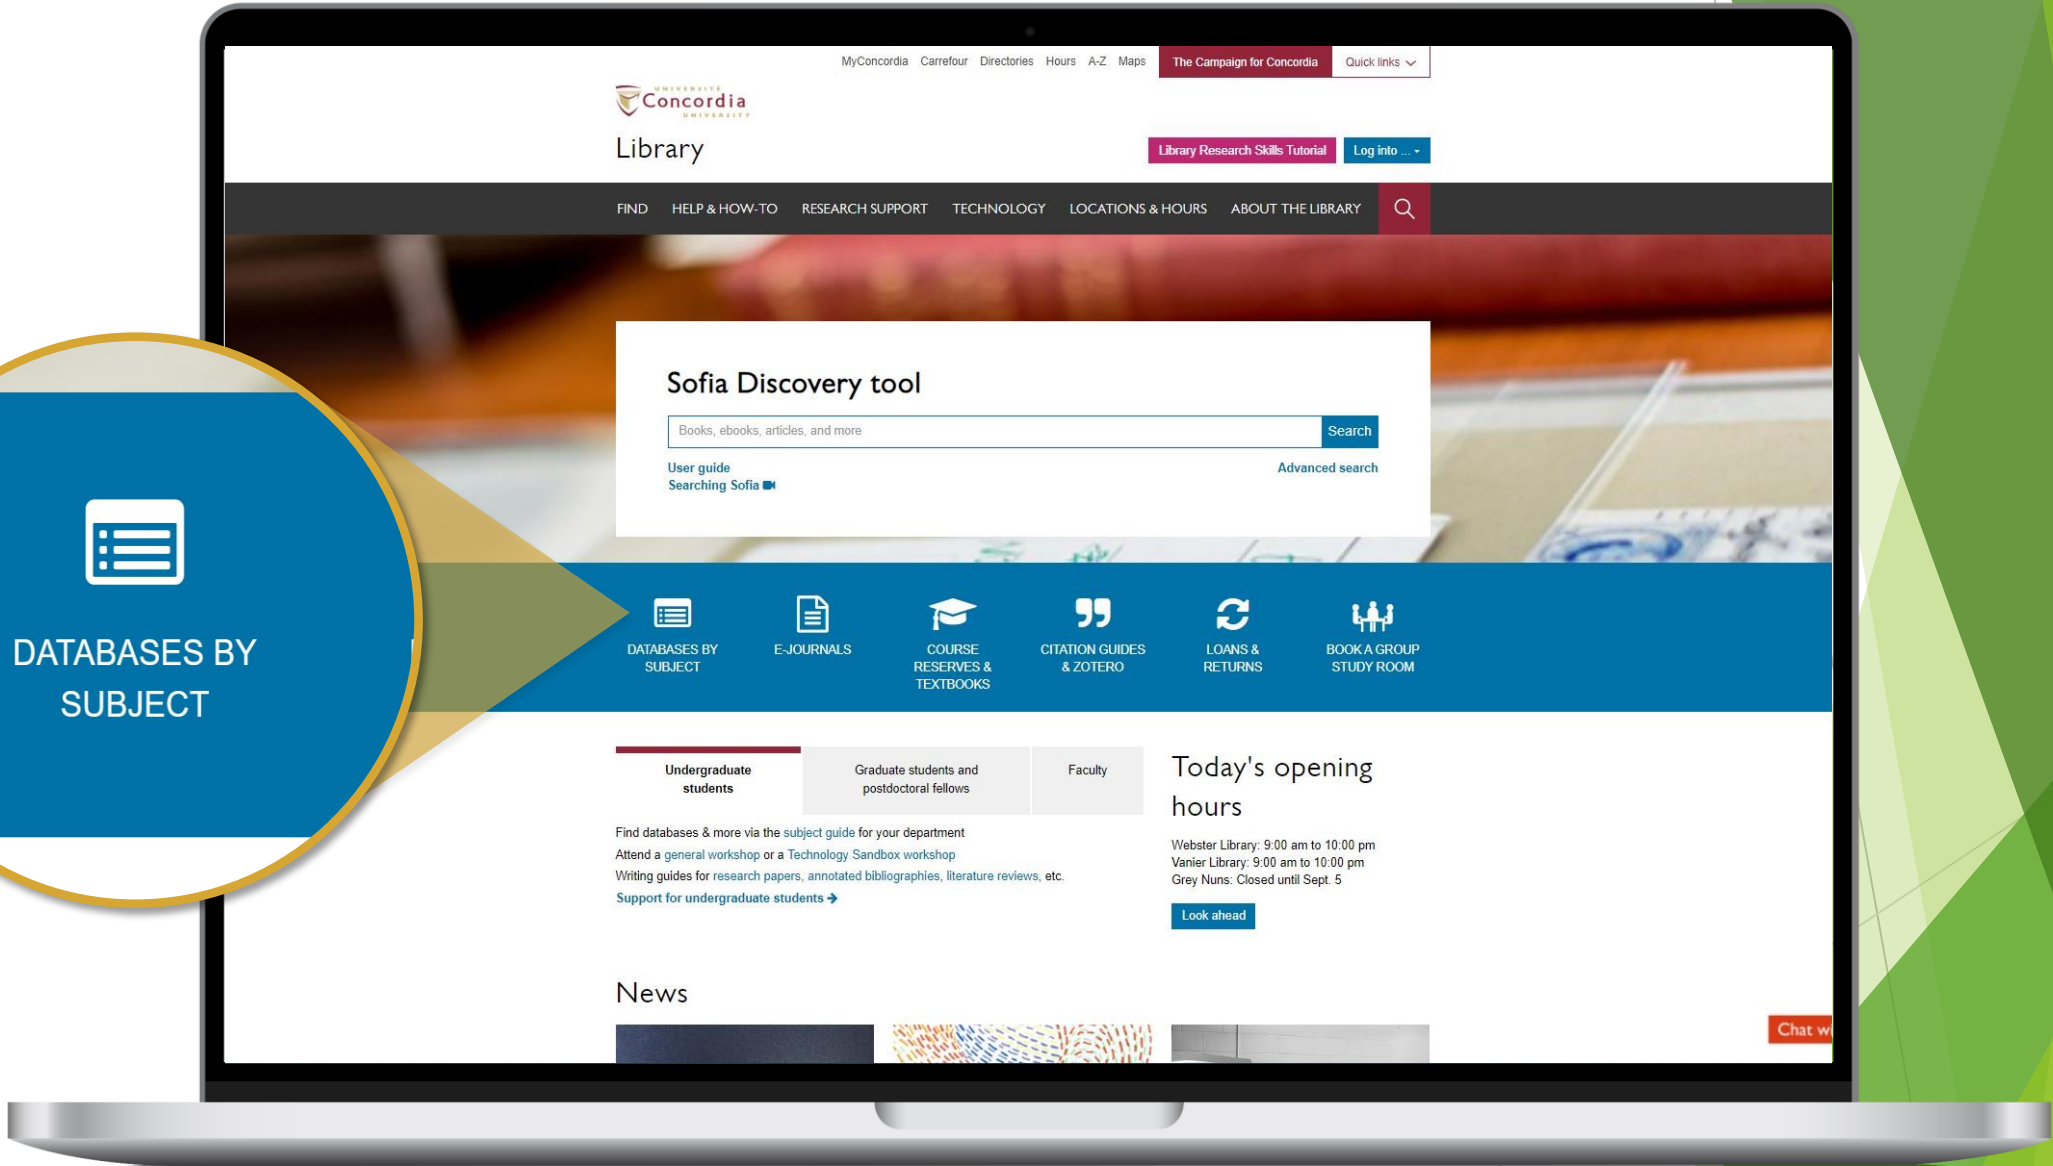 MyConcordia Carrefour Directories Hours A-Z Maps The Campaign for Concordia Quick links
UNIVERSITÉ
Concordia
UNIVERSITY
Library
Library Research Skills Tutorial Log into ...
FIND HELP & HOW-TO RESEARCH SUPPORT TECHNOLOGY LOCATIONS & HOURS ABOUT THE LIBRARY
Sofia Discovery tool
Books, ebooks, articles, and more Search
User guide Advanced search
Searching Sofia
DATABASES BY
SUBJECT
DATABASES BY
SUBJECT
E-JOURNALS
COURSE
RESERVES &
TEXTBOOKS
CITATION GUIDES
& ZOTERO
LOANS &
RETURNS
BOOK A GROUP
STUDY ROOM
Undergraduate
students
Graduate students and
postdoctoral fellows
Faculty
Find databases & more via the subject guide for your department
Attend a general workshop or a Technology Sandbox workshop
Writing guides for research papers, annotated bibliographies, literature reviews, etc.
Support for undergraduate students
Today's opening
hours
Webster Library: 9:00 am to 10:00 pm
Vanier Library: 9:00 am to 10:00 pm
Grey Nuns: Closed until Sept. 5
Look ahead
News
Chat